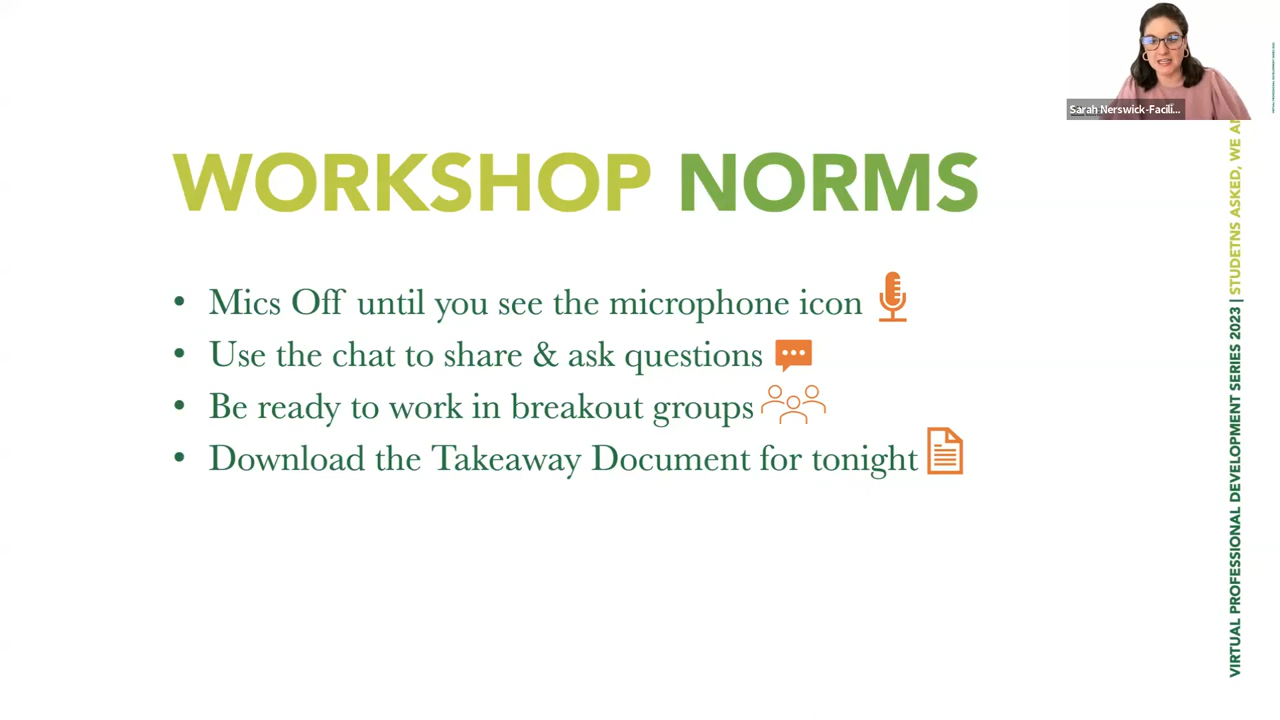 Sarah Nerswick-Facili...
WORKSHOP NORMS
• Mics Off until you see the microphone icon
• Use the chat to share & ask questions
• Be ready to work in breakout groups
• Download the Takeaway Document for tonight
VIRTUAL PROFESSIONAL DEVELOPMENT SERIES 2023 | STUDETNS ASKED, WE